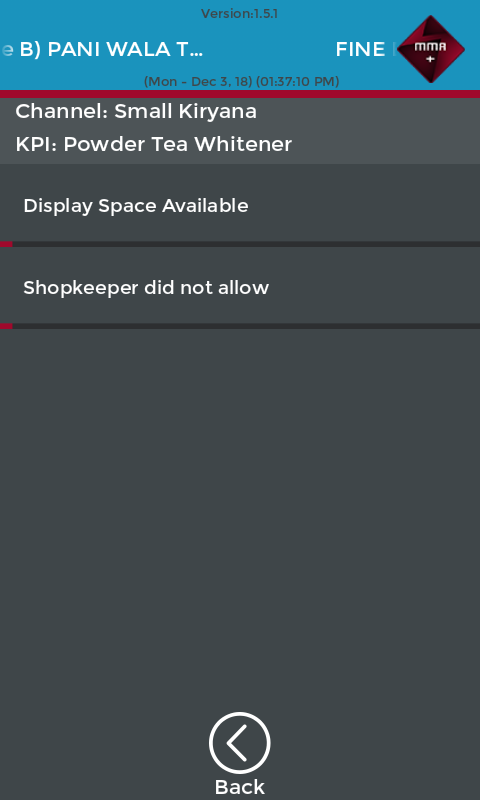 Version:1.5.1
e B) PANI WALA T... FINE
MMA
+
(Mon - Dec 3, 18) (01:37:10 PM)
Channel: Small Kiryana
KPI: Powder Tea Whitener
Display Space Available
Shopkeeper did not allow
Back